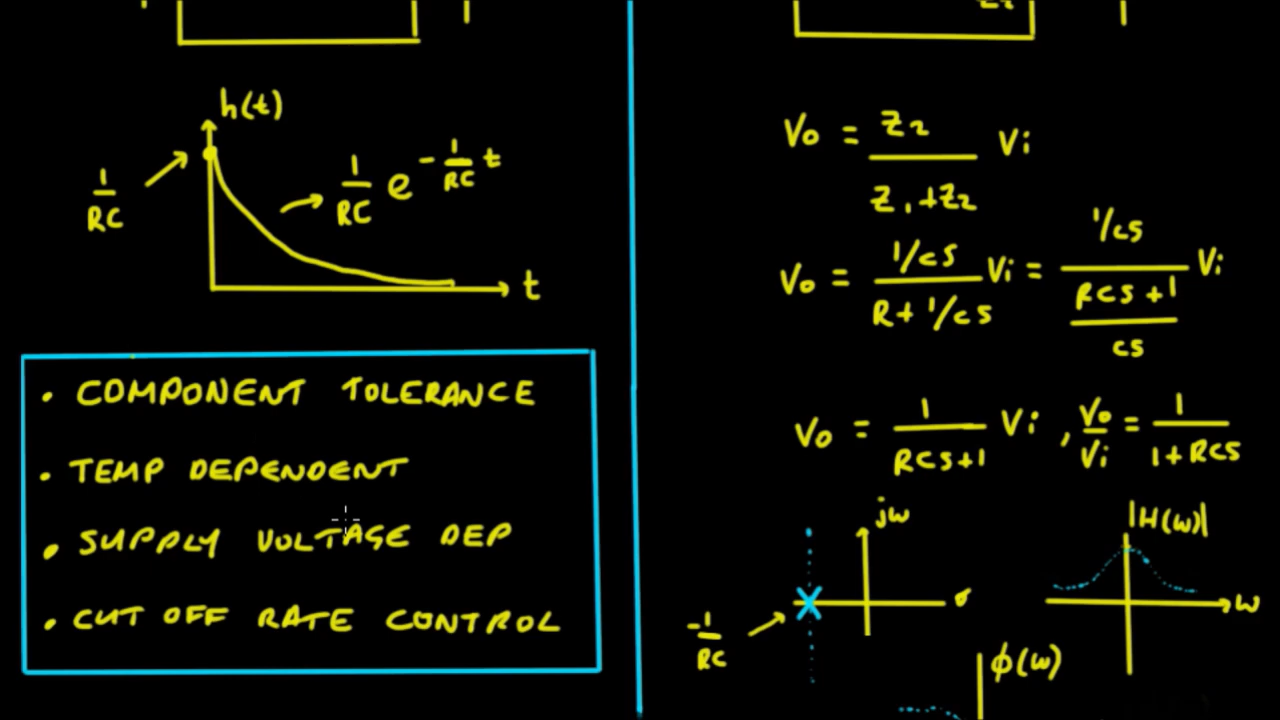 h(t)
1/RC
1/RC e^(-1/RC t)
t
• COMPONENT TOLERANCE
• TEMP DEPENDENT
• SUPPLY VOLTAGE DEP
• CUT OFF RATE CONTROL
Vo = Z2/(Z1+Z2) Vi
Vo = (1/CS)/(R+1/CS) Vi = (1/CS)/((RCS+1)/CS) Vi
Vo = 1/(RCS+1) Vi , Vo/Vi = 1/(1+RCS)
jω
σ
-1/RC
|H(ω)|
ω
ϕ(ω)